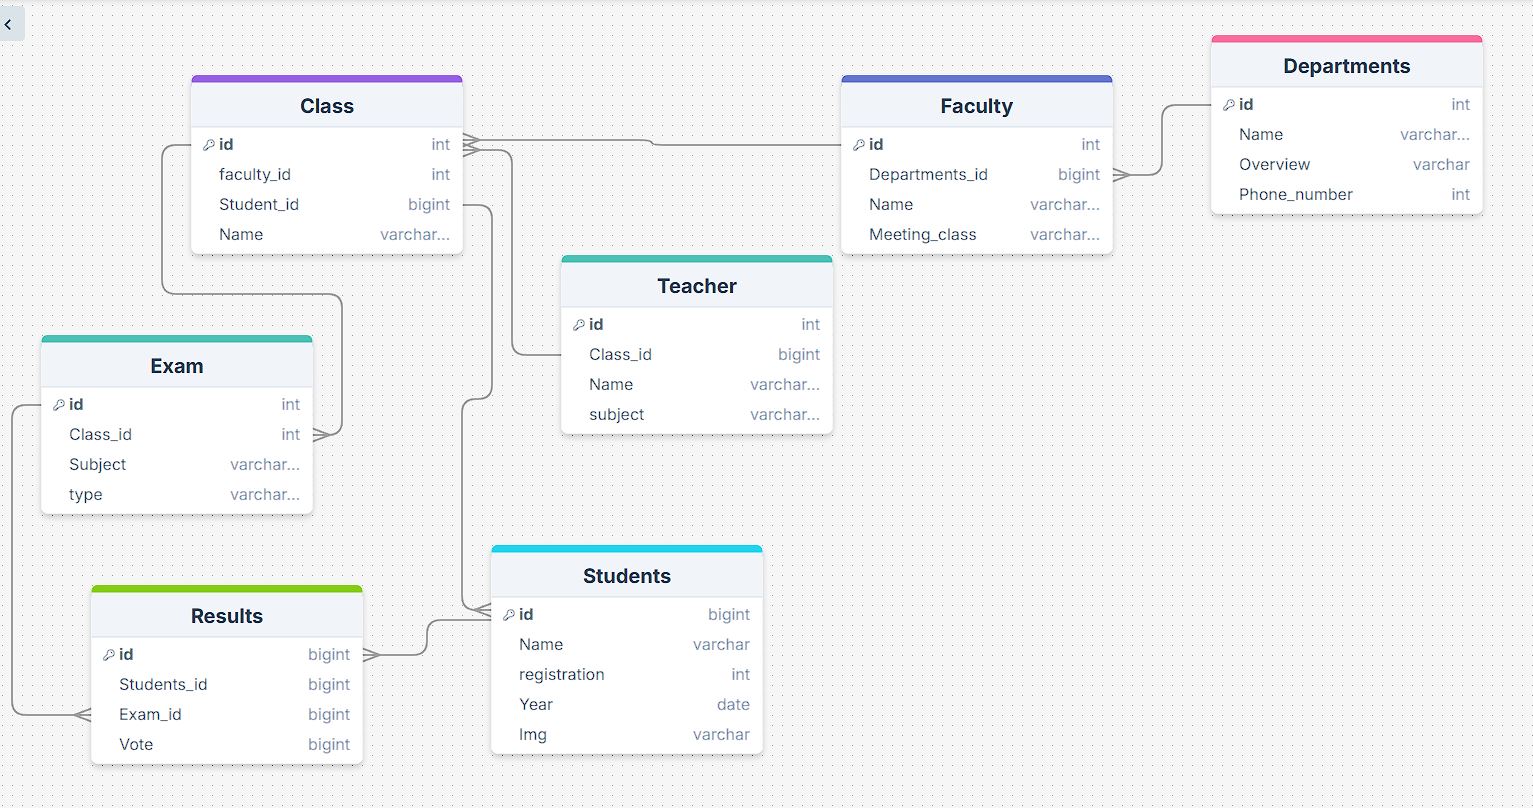 Class
id int
faculty_id int
Student_id bigint
Name varchar...
Faculty
id int
Departments_id bigint
Name varchar...
Meeting_class varchar...
Departments
id int
Name varchar...
Overview varchar
Phone_number int
Teacher
id int
Class_id bigint
Name varchar...
subject varchar...
Exam
id int
Class_id int
Subject varchar...
type varchar...
Results
id bigint
Students_id bigint
Exam_id bigint
Vote bigint
Students
id bigint
Name varchar
registration int
Year date
Img varchar